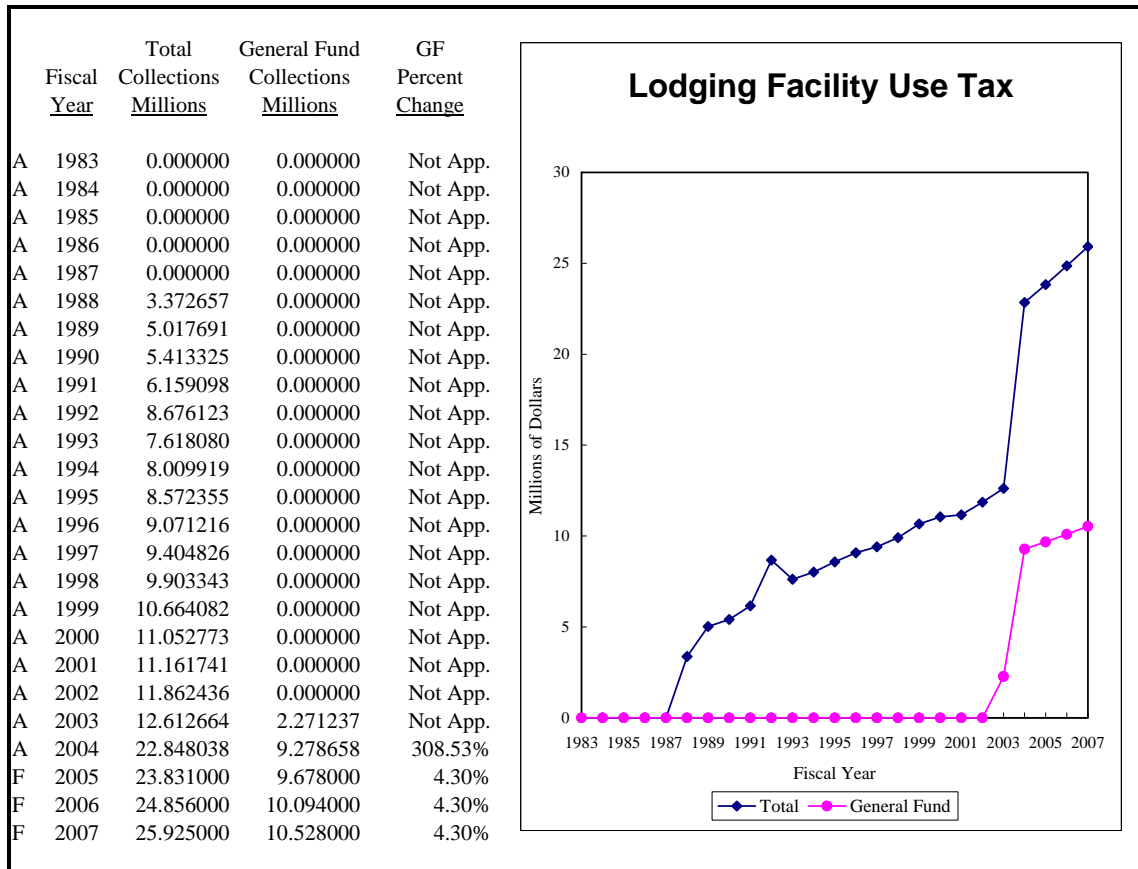 Total General Fund GF
Fiscal Collections Collections Percent
Year Millions Millions Change
A 1983 0.000000 0.000000 Not App.
A 1984 0.000000 0.000000 Not App.
A 1985 0.000000 0.000000 Not App.
A 1986 0.000000 0.000000 Not App.
A 1987 0.000000 0.000000 Not App.
A 1988 3.372657 0.000000 Not App.
A 1989 5.017691 0.000000 Not App.
A 1990 5.413325 0.000000 Not App.
A 1991 6.159098 0.000000 Not App.
A 1992 8.676123 0.000000 Not App.
A 1993 7.618080 0.000000 Not App.
A 1994 8.009919 0.000000 Not App.
A 1995 8.572355 0.000000 Not App.
A 1996 9.071216 0.000000 Not App.
A 1997 9.404826 0.000000 Not App.
A 1998 9.903343 0.000000 Not App.
A 1999 10.664082 0.000000 Not App.
A 2000 11.052773 0.000000 Not App.
A 2001 11.161741 0.000000 Not App.
A 2002 11.862436 0.000000 Not App.
A 2003 12.612664 2.271237 Not App.
A 2004 22.848038 9.278658 308.53%
F 2005 23.831000 9.678000 4.30%
F 2006 24.856000 10.094000 4.30%
F 2007 25.925000 10.528000 4.30%
Lodging Facility Use Tax
30
25
20
15
10
5
0
Millions of Dollars
1983 1985 1987 1989 1991 1993 1995 1997 1999 2001 2003 2005 2007
Fiscal Year
Total General Fund